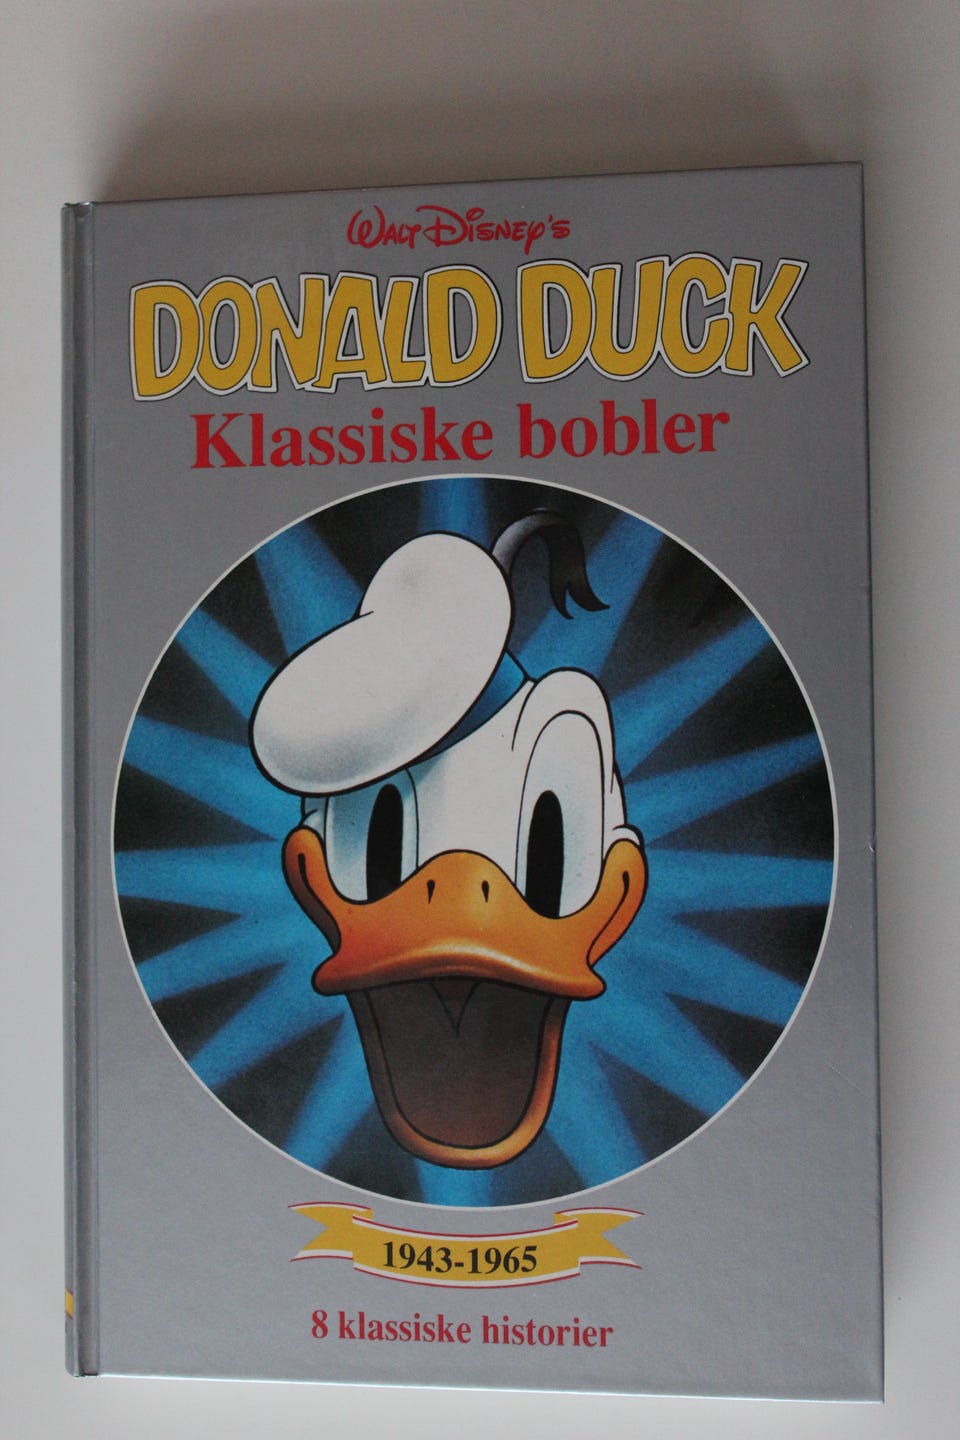 Walt Disney's
DONALD DUCK
Klassiske bobler
1943-1965
8 klassiske historier